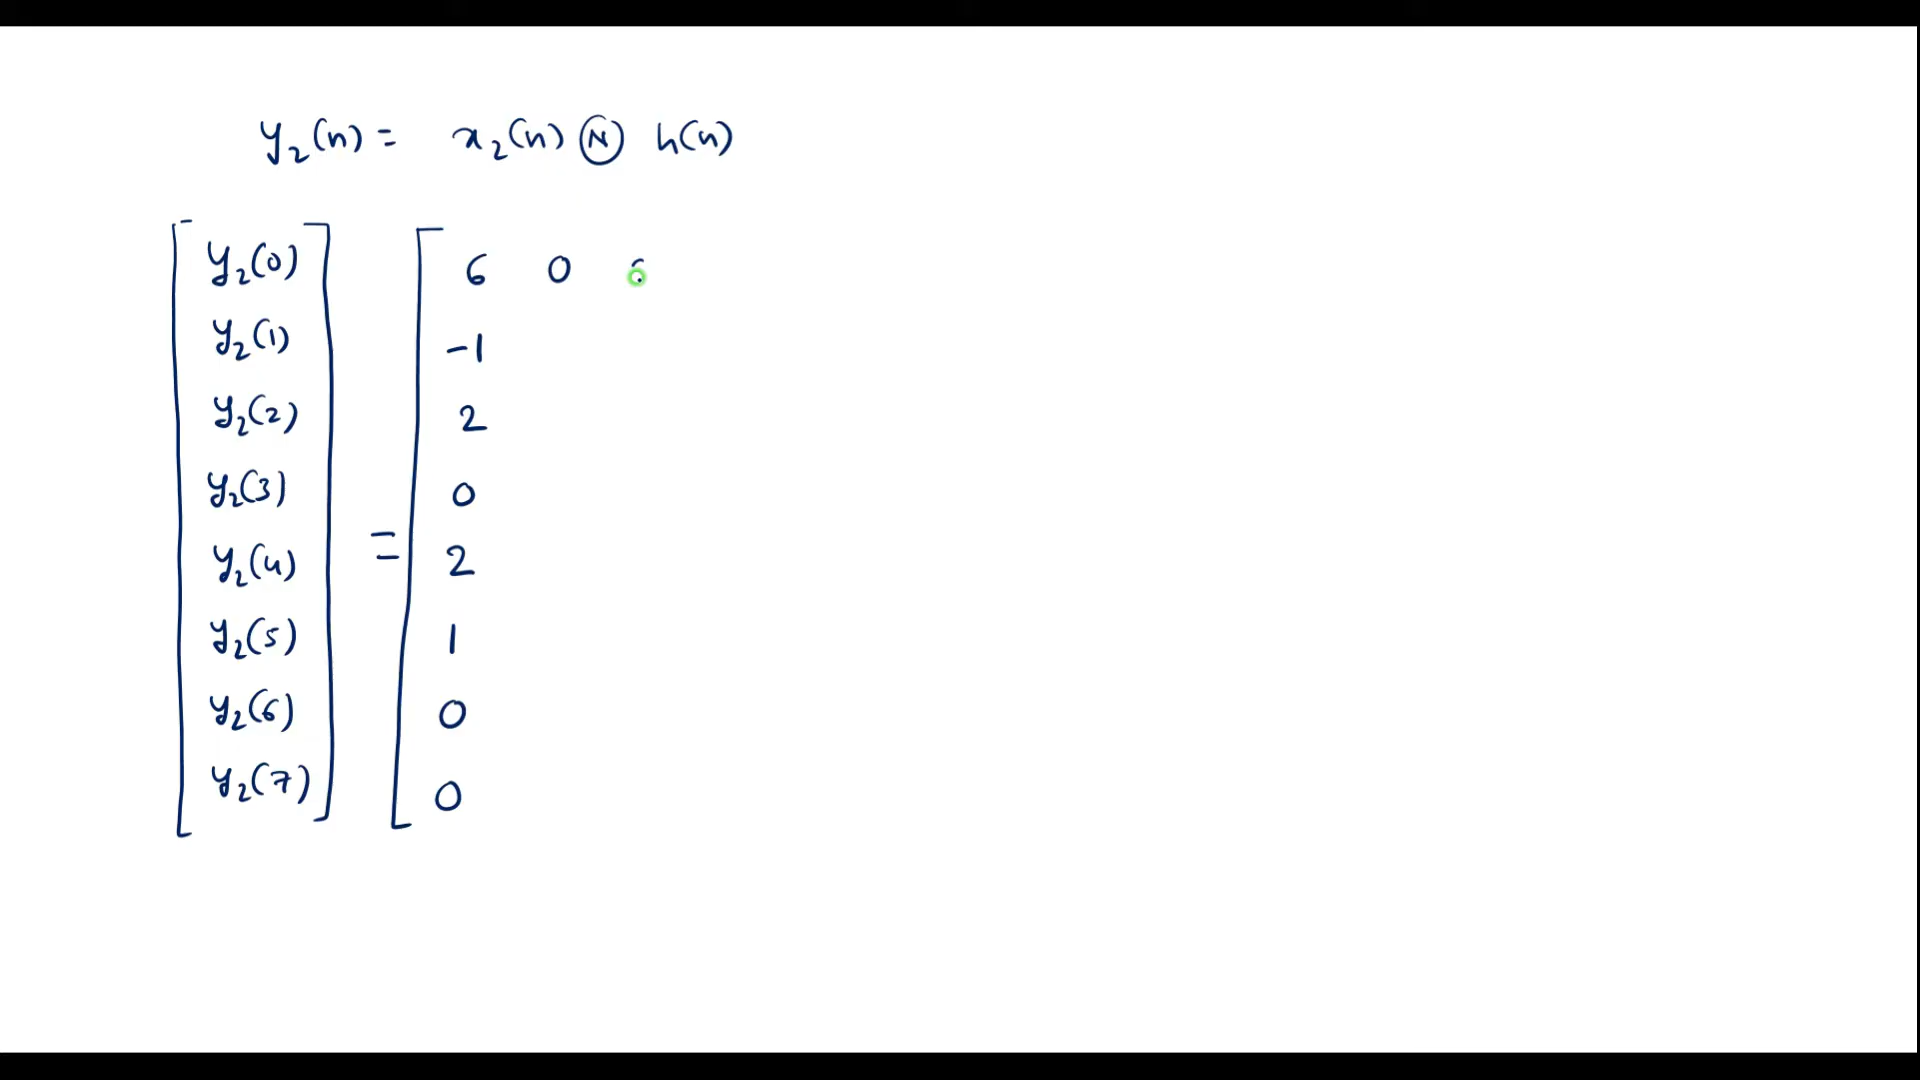 y₂(n) = x₂(n) Ⓝ h(n)
y₂(0) 6 0
y₂(1) -1
y₂(2) 2
y₂(3) 0
y₂(4) = 2
y₂(5) 1
y₂(6) 0
y₂(7) 0